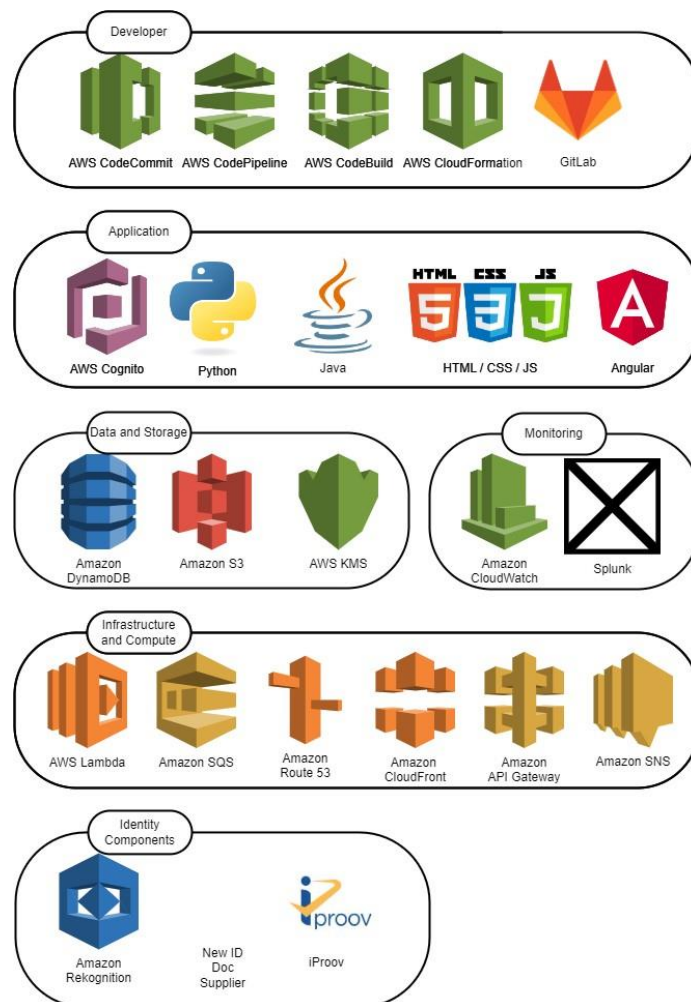 Developer
AWS CodeCommit
AWS CodePipeline
AWS CodeBuild
AWS CloudFormation
GitLab
Application
HTML
CSS
JS
5
3
A
AWS Cognito
Python
Java
HTML / CSS / JS
Angular
Data and Storage
Amazon
DynamoDB
Amazon S3
AWS KMS
Monitoring
Amazon
CloudWatch
Splunk
Infrastructure
and Compute
AWS Lambda
Amazon SQS
Amazon
Route 53
Amazon
CloudFront
Amazon
API Gateway
Amazon SNS
Identity
Components
iproov
Amazon
Rekognition
New ID
Doc
Supplier
iProov